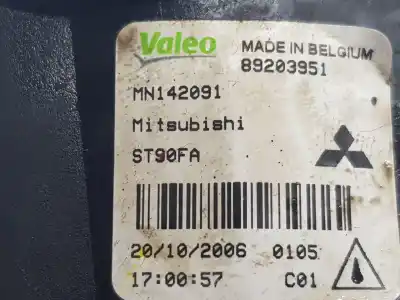 Valeo MADE IN BELGIUM
89203951
MN142091
Mitsubishi
ST90FA
20/10/2006 0105
17:00:57 C01